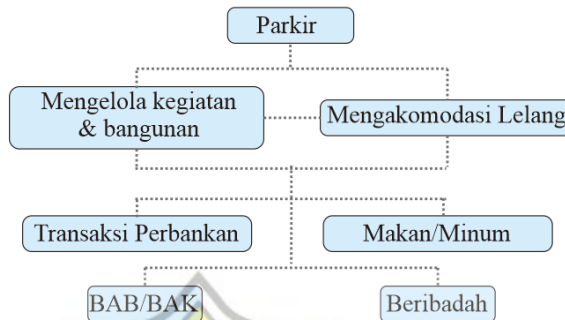 Parkir
Mengelola kegiatan
& bangunan
Mengakomodasi Lelang
Transaksi Perbankan
Makan/Minum
BAB/BAK
Beribadah